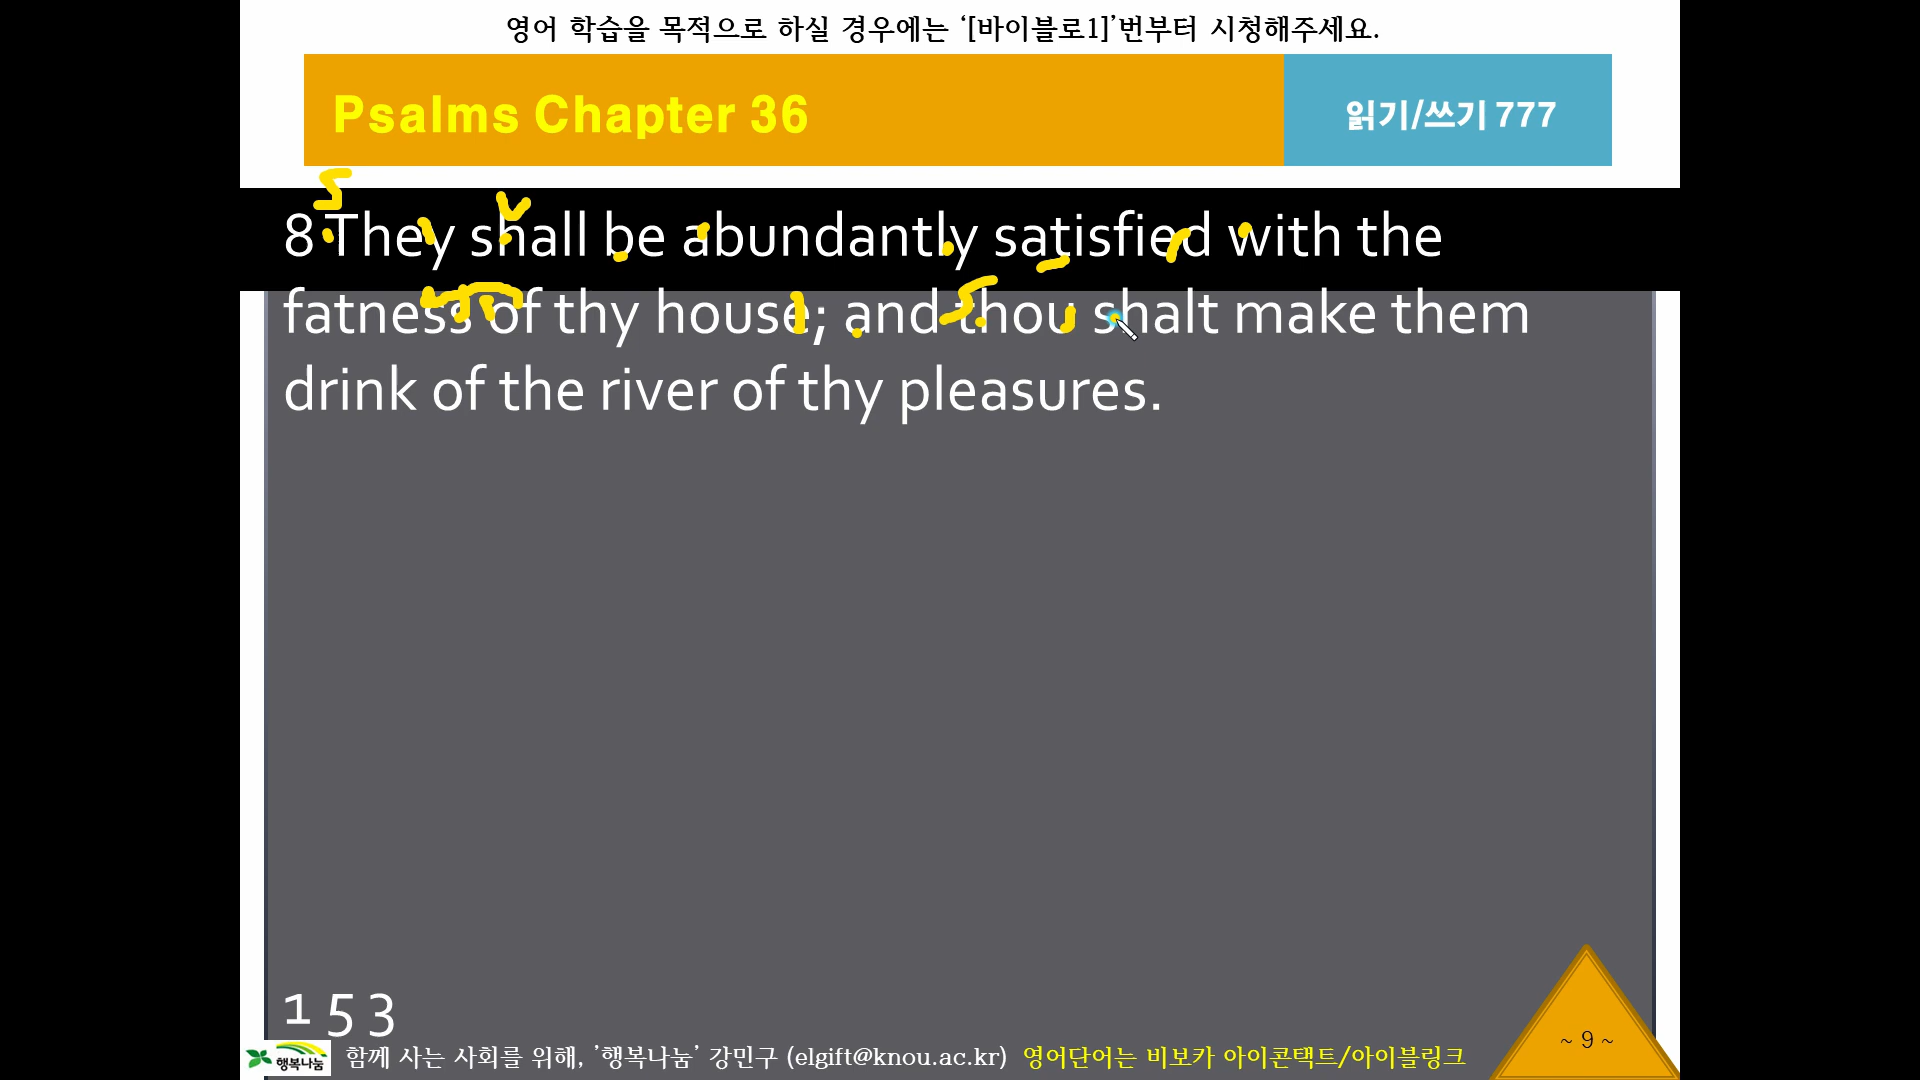 영어 학습을 목적으로 하실 경우에는 ‘[바이블로1]’번부터 시청해주세요.
Psalms Chapter 36
읽기/쓰기 777
8 They shall be abundantly satisfied with the
fatness of thy house; and thou shalt make them
drink of the river of thy pleasures.
1 5 3
~ 9 ~
행복나눔
함께 사는 사회를 위해, ’행복나눔’ 강민구 (elgift@knou.ac.kr) 영어단어는 비보카 아이콘택트/아이블링크